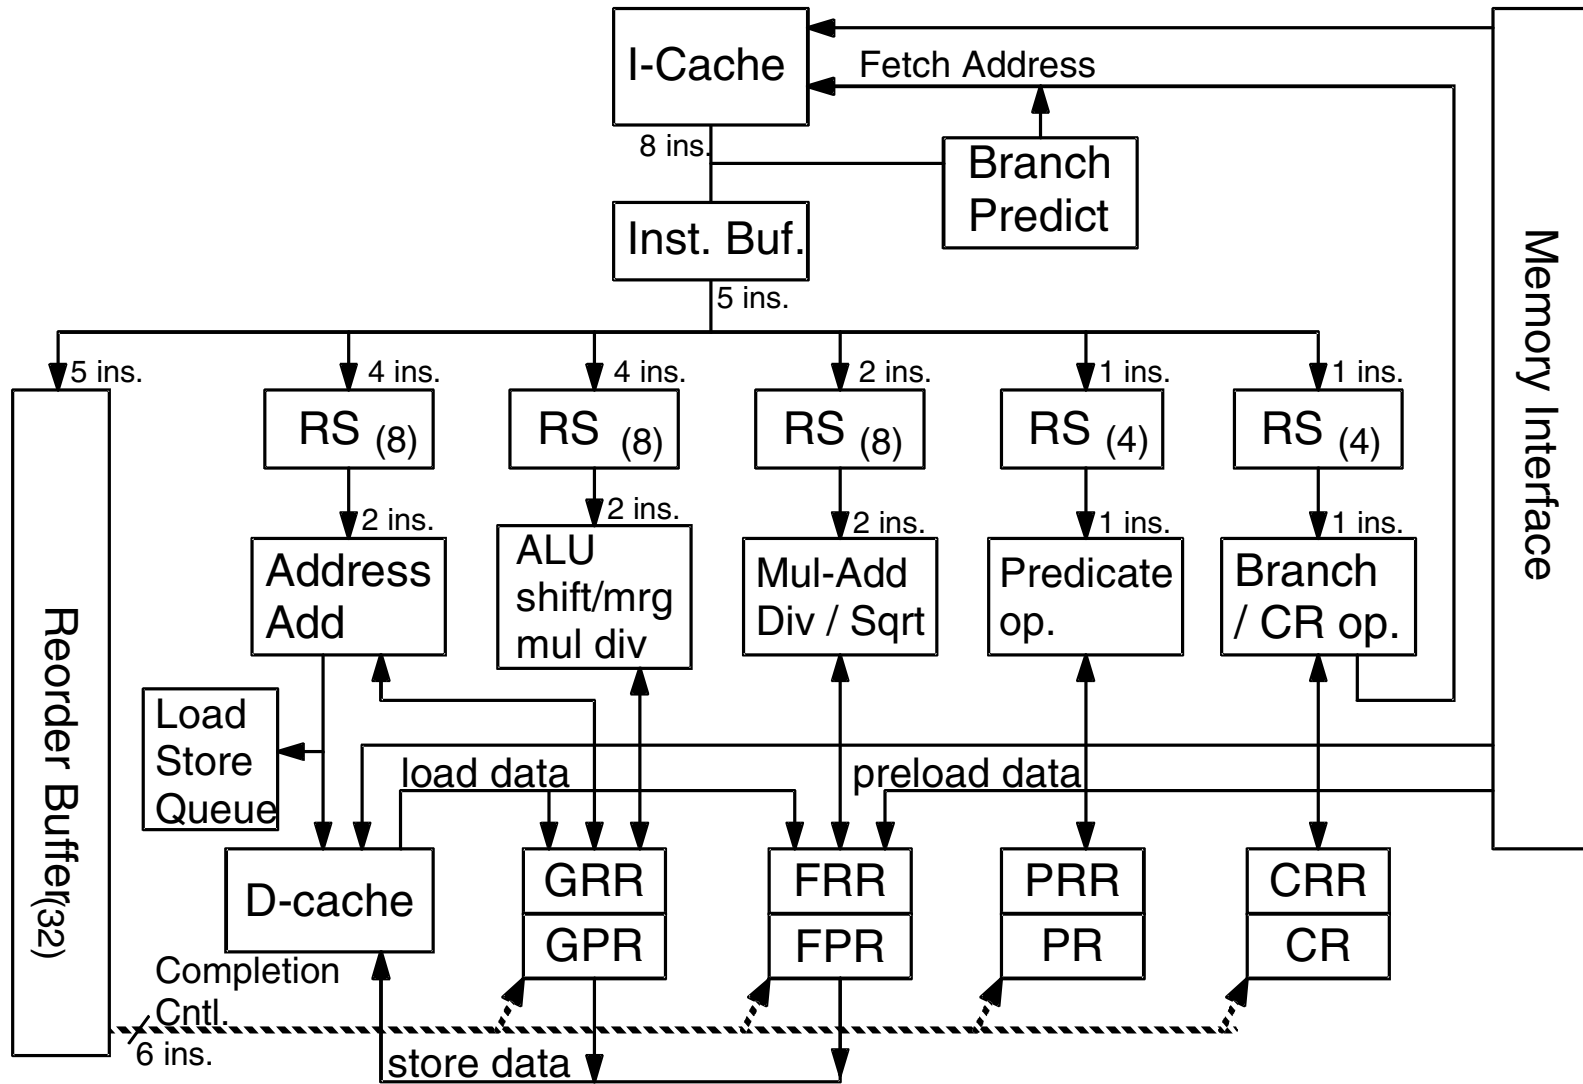 I-Cache
Fetch Address
8 ins.
Branch
Predict
Inst. Buf.
5 ins.
Memory Interface
5 ins.
4 ins.
4 ins.
2 ins.
1 ins.
1 ins.
RS (8)
RS (8)
RS (8)
RS (4)
RS (4)
2 ins.
2 ins.
2 ins.
1 ins.
1 ins.
Address
Add
ALU
shift/mrg
mul div
Mul-Add
Div / Sqrt
Predicate
op.
Branch
/ CR op.
Reorder Buffer(32)
Load
Store
Queue
load data
preload data
D-cache
GRR
GPR
FRR
FPR
PRR
PR
CRR
CR
Completion
Cntl.
6 ins.
store data